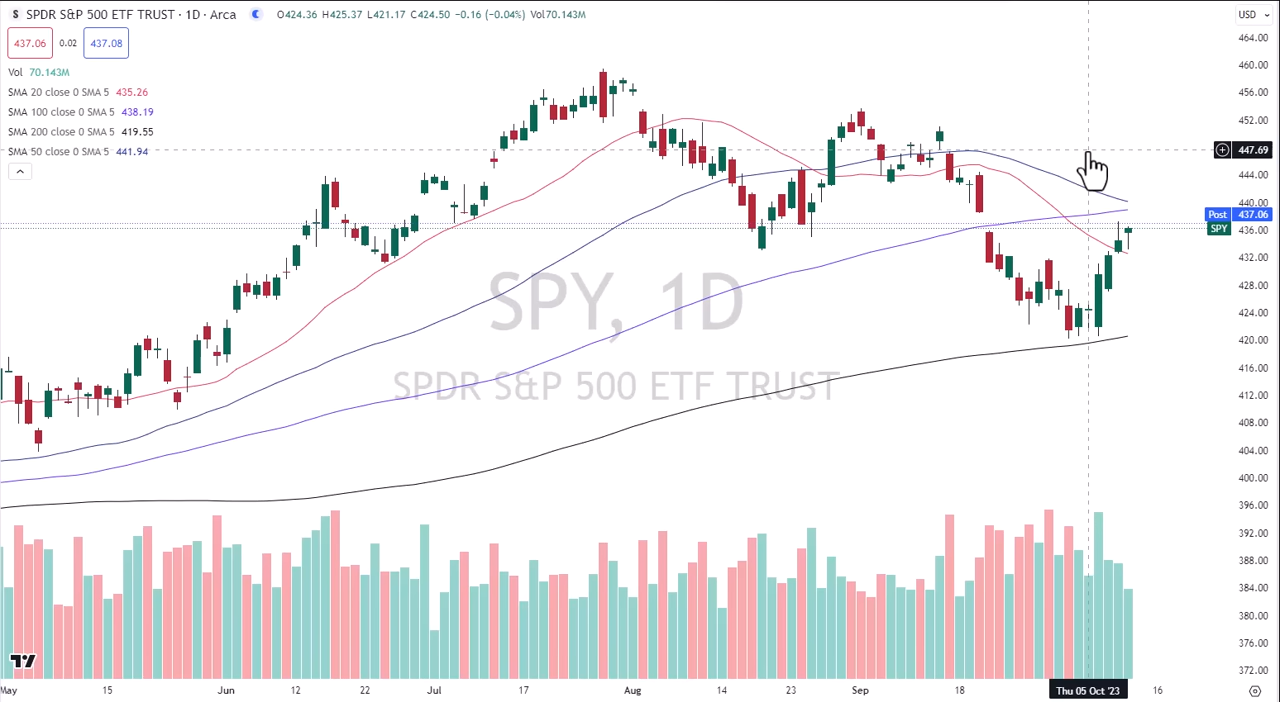 S SPDR S&P 500 ETF TRUST · 1D · Arca O424.36 H425.37 L421.17 C424.50 −0.16 (−0.04%) Vol70.143M
USD
437.06 0.02 437.08
Vol 70.143M
SMA 20 close 0 SMA 5 435.26
SMA 100 close 0 SMA 5 438.19
SMA 200 close 0 SMA 5 419.55
SMA 50 close 0 SMA 5 441.94
464.00
460.00
456.00
452.00
447.69
444.00
440.00
Post 437.06
SPY
436.00
432.00
428.00
424.00
420.00
416.00
412.00
408.00
404.00
400.00
396.00
392.00
388.00
384.00
380.00
376.00
372.00
SPY, 1D
SPDR S&P 500 ETF TRUST
May 15 Jun 12 22 Jul 17 Aug 14 23 Sep 18 Thu 05 Oct '23 16